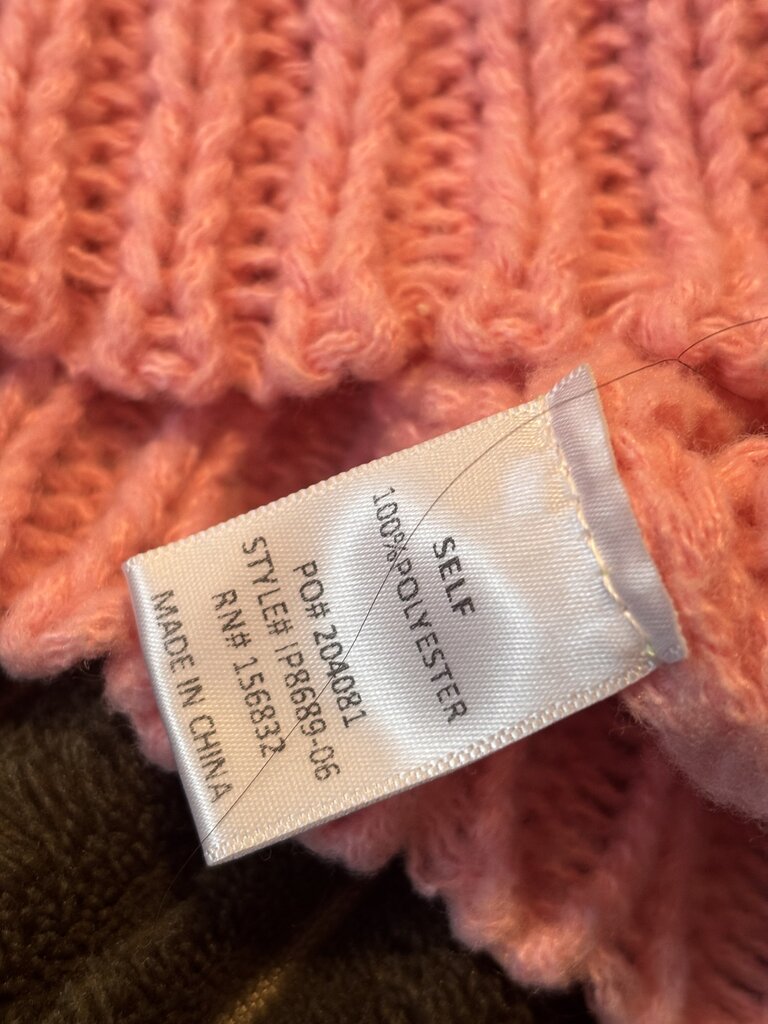 SELF
100%POLYESTER
PO# 204081
STYLE# IP8689-06
RN# 156832
MADE IN CHINA